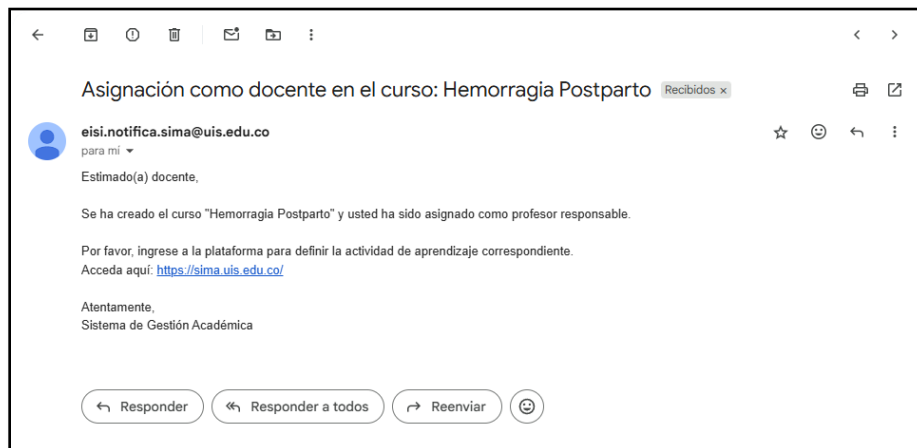 Asignación como docente en el curso: Hemorragia Postparto Recibidos ×
eisi.notifica.sima@uis.edu.co
para mí
Estimado(a) docente,
Se ha creado el curso "Hemorragia Postparto" y usted ha sido asignado como profesor responsable.
Por favor, ingrese a la plataforma para definir la actividad de aprendizaje correspondiente.
Acceda aquí: https://sima.uis.edu.co/
Atentamente,
Sistema de Gestión Académica
Responder Responder a todos Reenviar